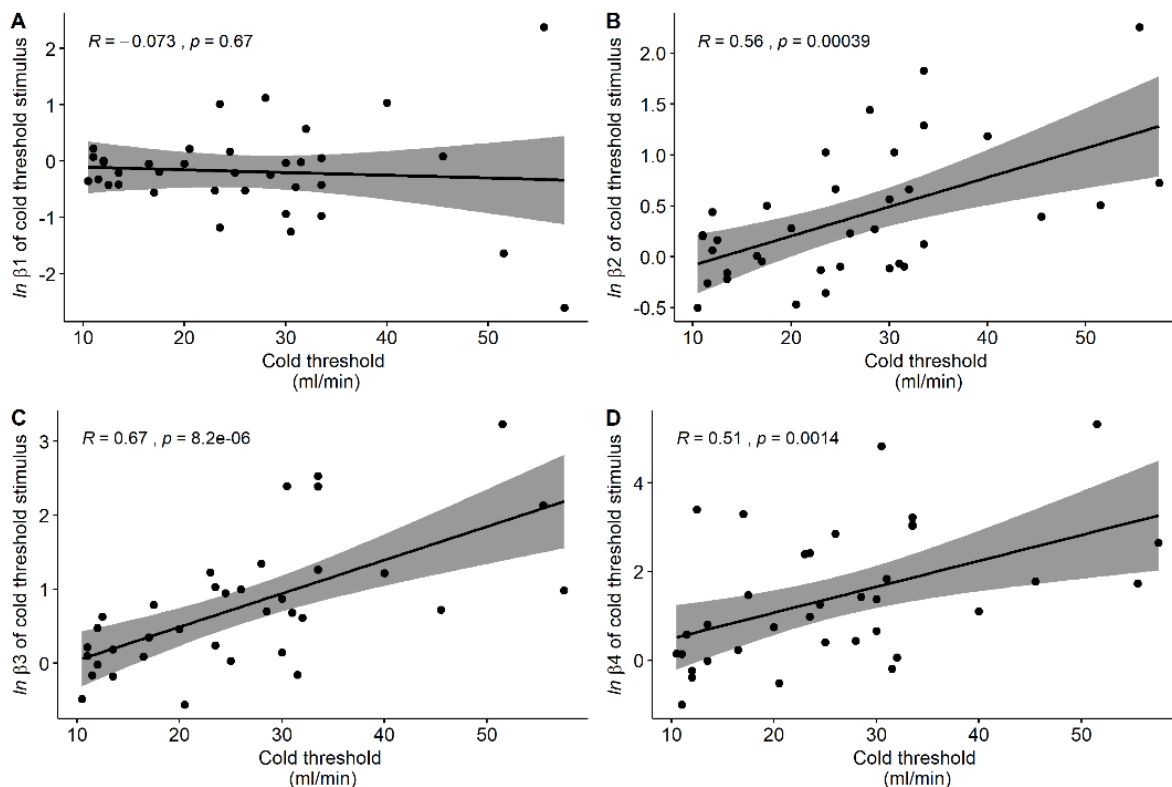 A
R = −0.073 , p = 0.67
ln β1 of cold threshold stimulus
2
1
0
-1
-2
10 20 30 40 50
Cold threshold
(ml/min)
B
R = 0.56 , p = 0.00039
ln β2 of cold threshold stimulus
2.0
1.5
1.0
0.5
0.0
-0.5
10 20 30 40 50
Cold threshold
(ml/min)
C
R = 0.67 , p = 8.2e-06
ln β3 of cold threshold stimulus
3
2
1
0
10 20 30 40 50
Cold threshold
(ml/min)
D
R = 0.51 , p = 0.0014
ln β4 of cold threshold stimulus
4
2
0
10 20 30 40 50
Cold threshold
(ml/min)